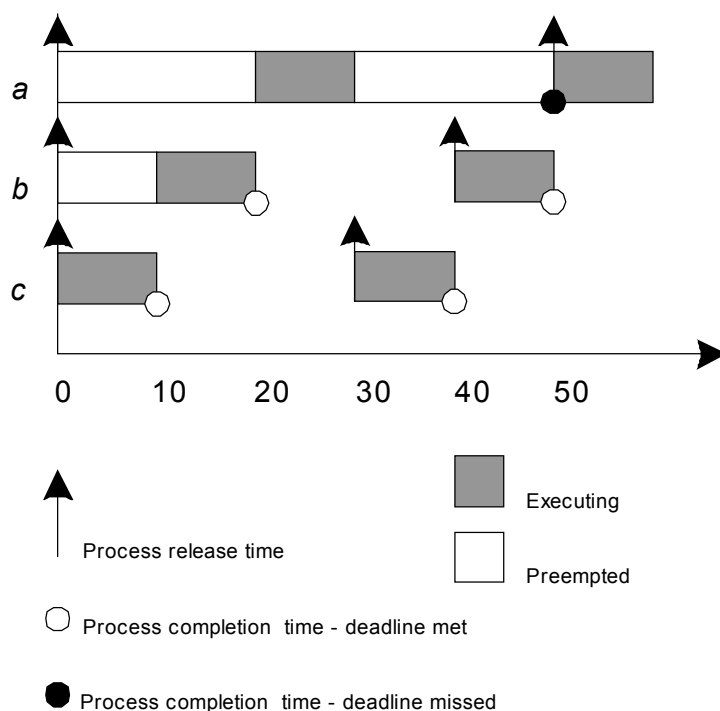 a
b
c
0 10 20 30 40 50
Executing
Process release time
Preempted
Process completion time - deadline met
Process completion time - deadline missed